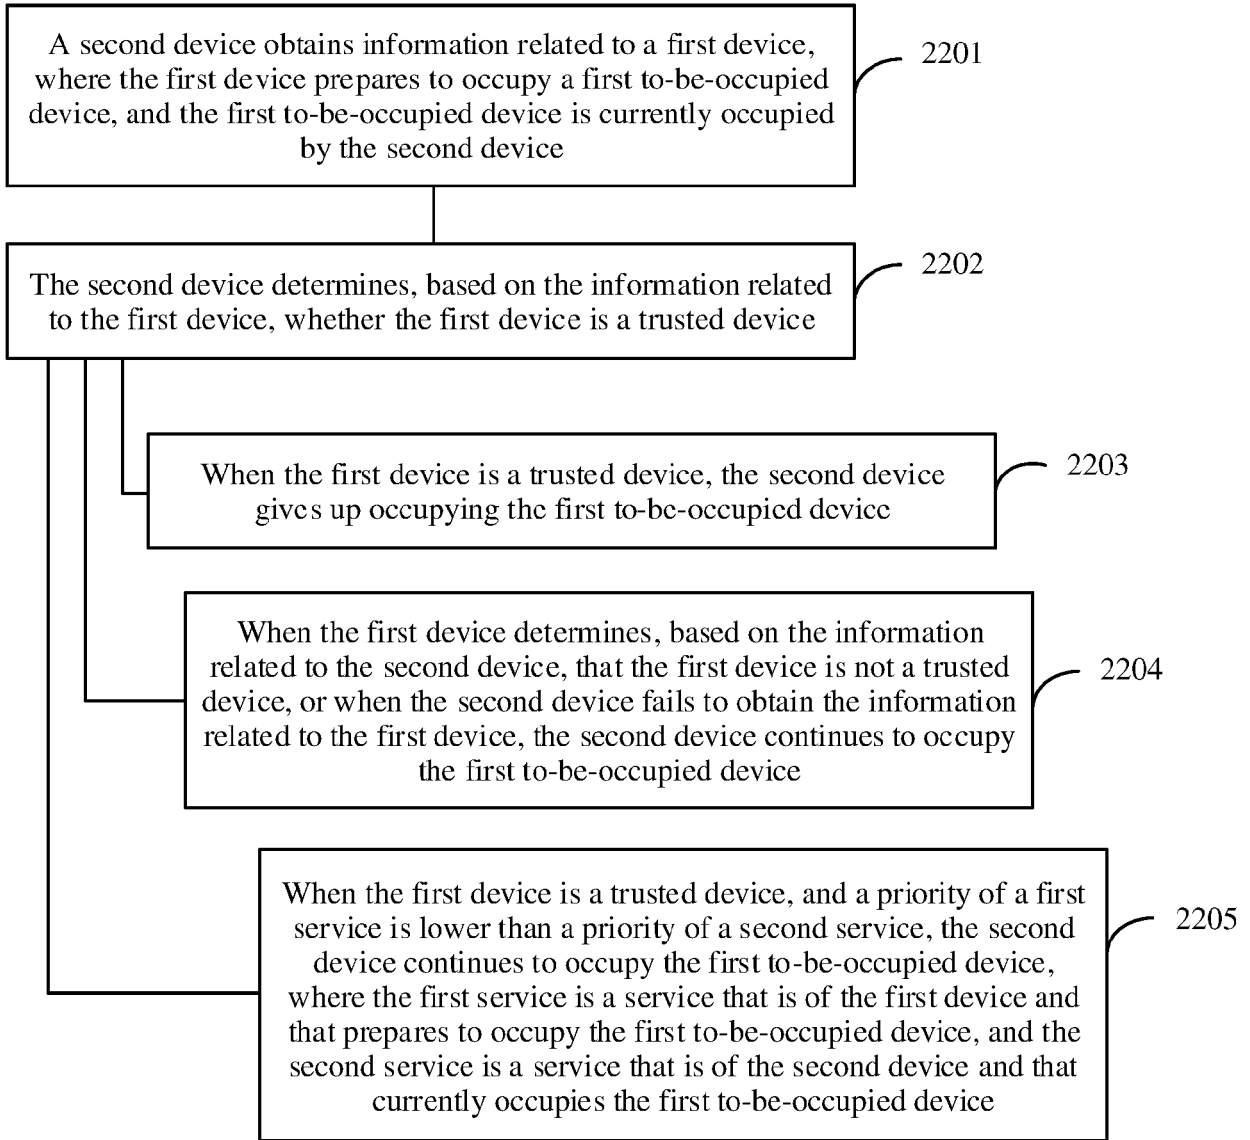 A second device obtains information related to a first device,
where the first device prepares to occupy a first to-be-occupied
device, and the first to-be-occupied device is currently occupied
by the second device
2201
The second device determines, based on the information related
to the first device, whether the first device is a trusted device
2202
When the first device is a trusted device, the second device
gives up occupying the first to-be-occupied device
2203
When the first device determines, based on the information
related to the second device, that the first device is not a trusted
device, or when the second device fails to obtain the information
related to the first device, the second device continues to occupy
the first to-be-occupied device
2204
When the first device is a trusted device, and a priority of a first
service is lower than a priority of a second service, the second
device continues to occupy the first to-be-occupied device,
where the first service is a service that is of the first device and
that prepares to occupy the first to-be-occupied device, and the
second service is a service that is of the second device and that
currently occupies the first to-be-occupied device
2205